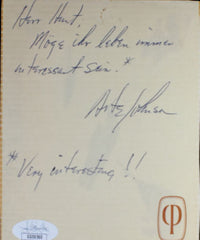 Herr Hunt,
Möge ihr leben immer
interessant sein.*
Arte Johnson
*Very interesting!!